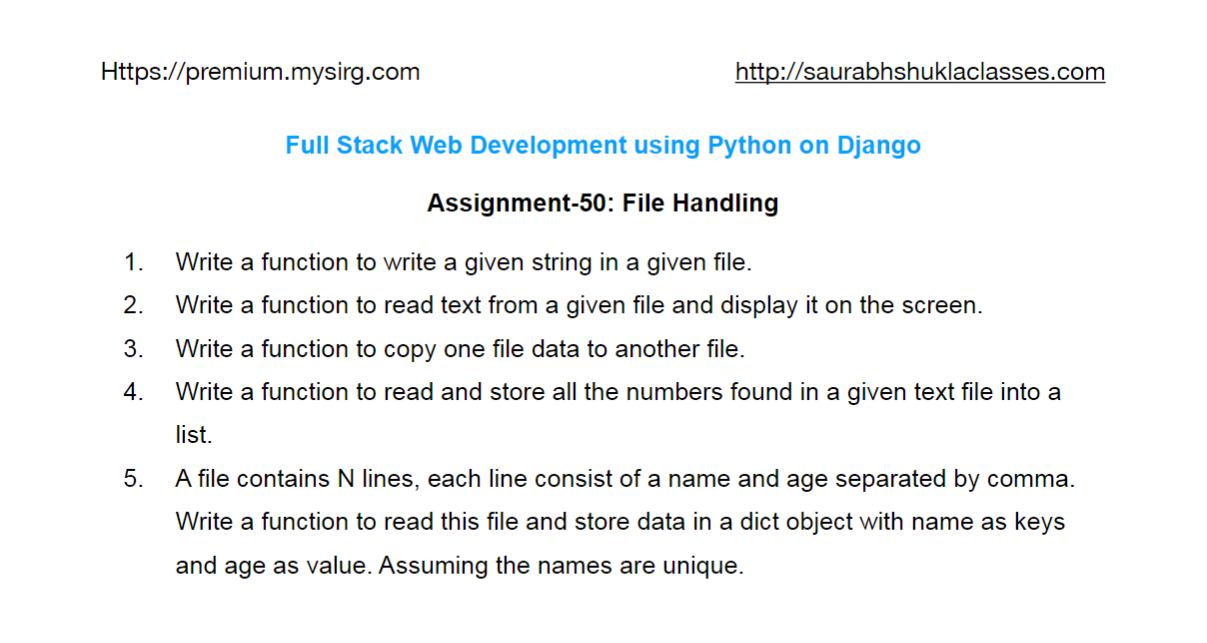 Https://premium.mysirg.com http://saurabhshuklaclasses.com
Full Stack Web Development using Python on Django
Assignment-50: File Handling
1. Write a function to write a given string in a given file.
2. Write a function to read text from a given file and display it on the screen.
3. Write a function to copy one file data to another file.
4. Write a function to read and store all the numbers found in a given text file into a
list.
5. A file contains N lines, each line consist of a name and age separated by comma.
Write a function to read this file and store data in a dict object with name as keys
and age as value. Assuming the names are unique.